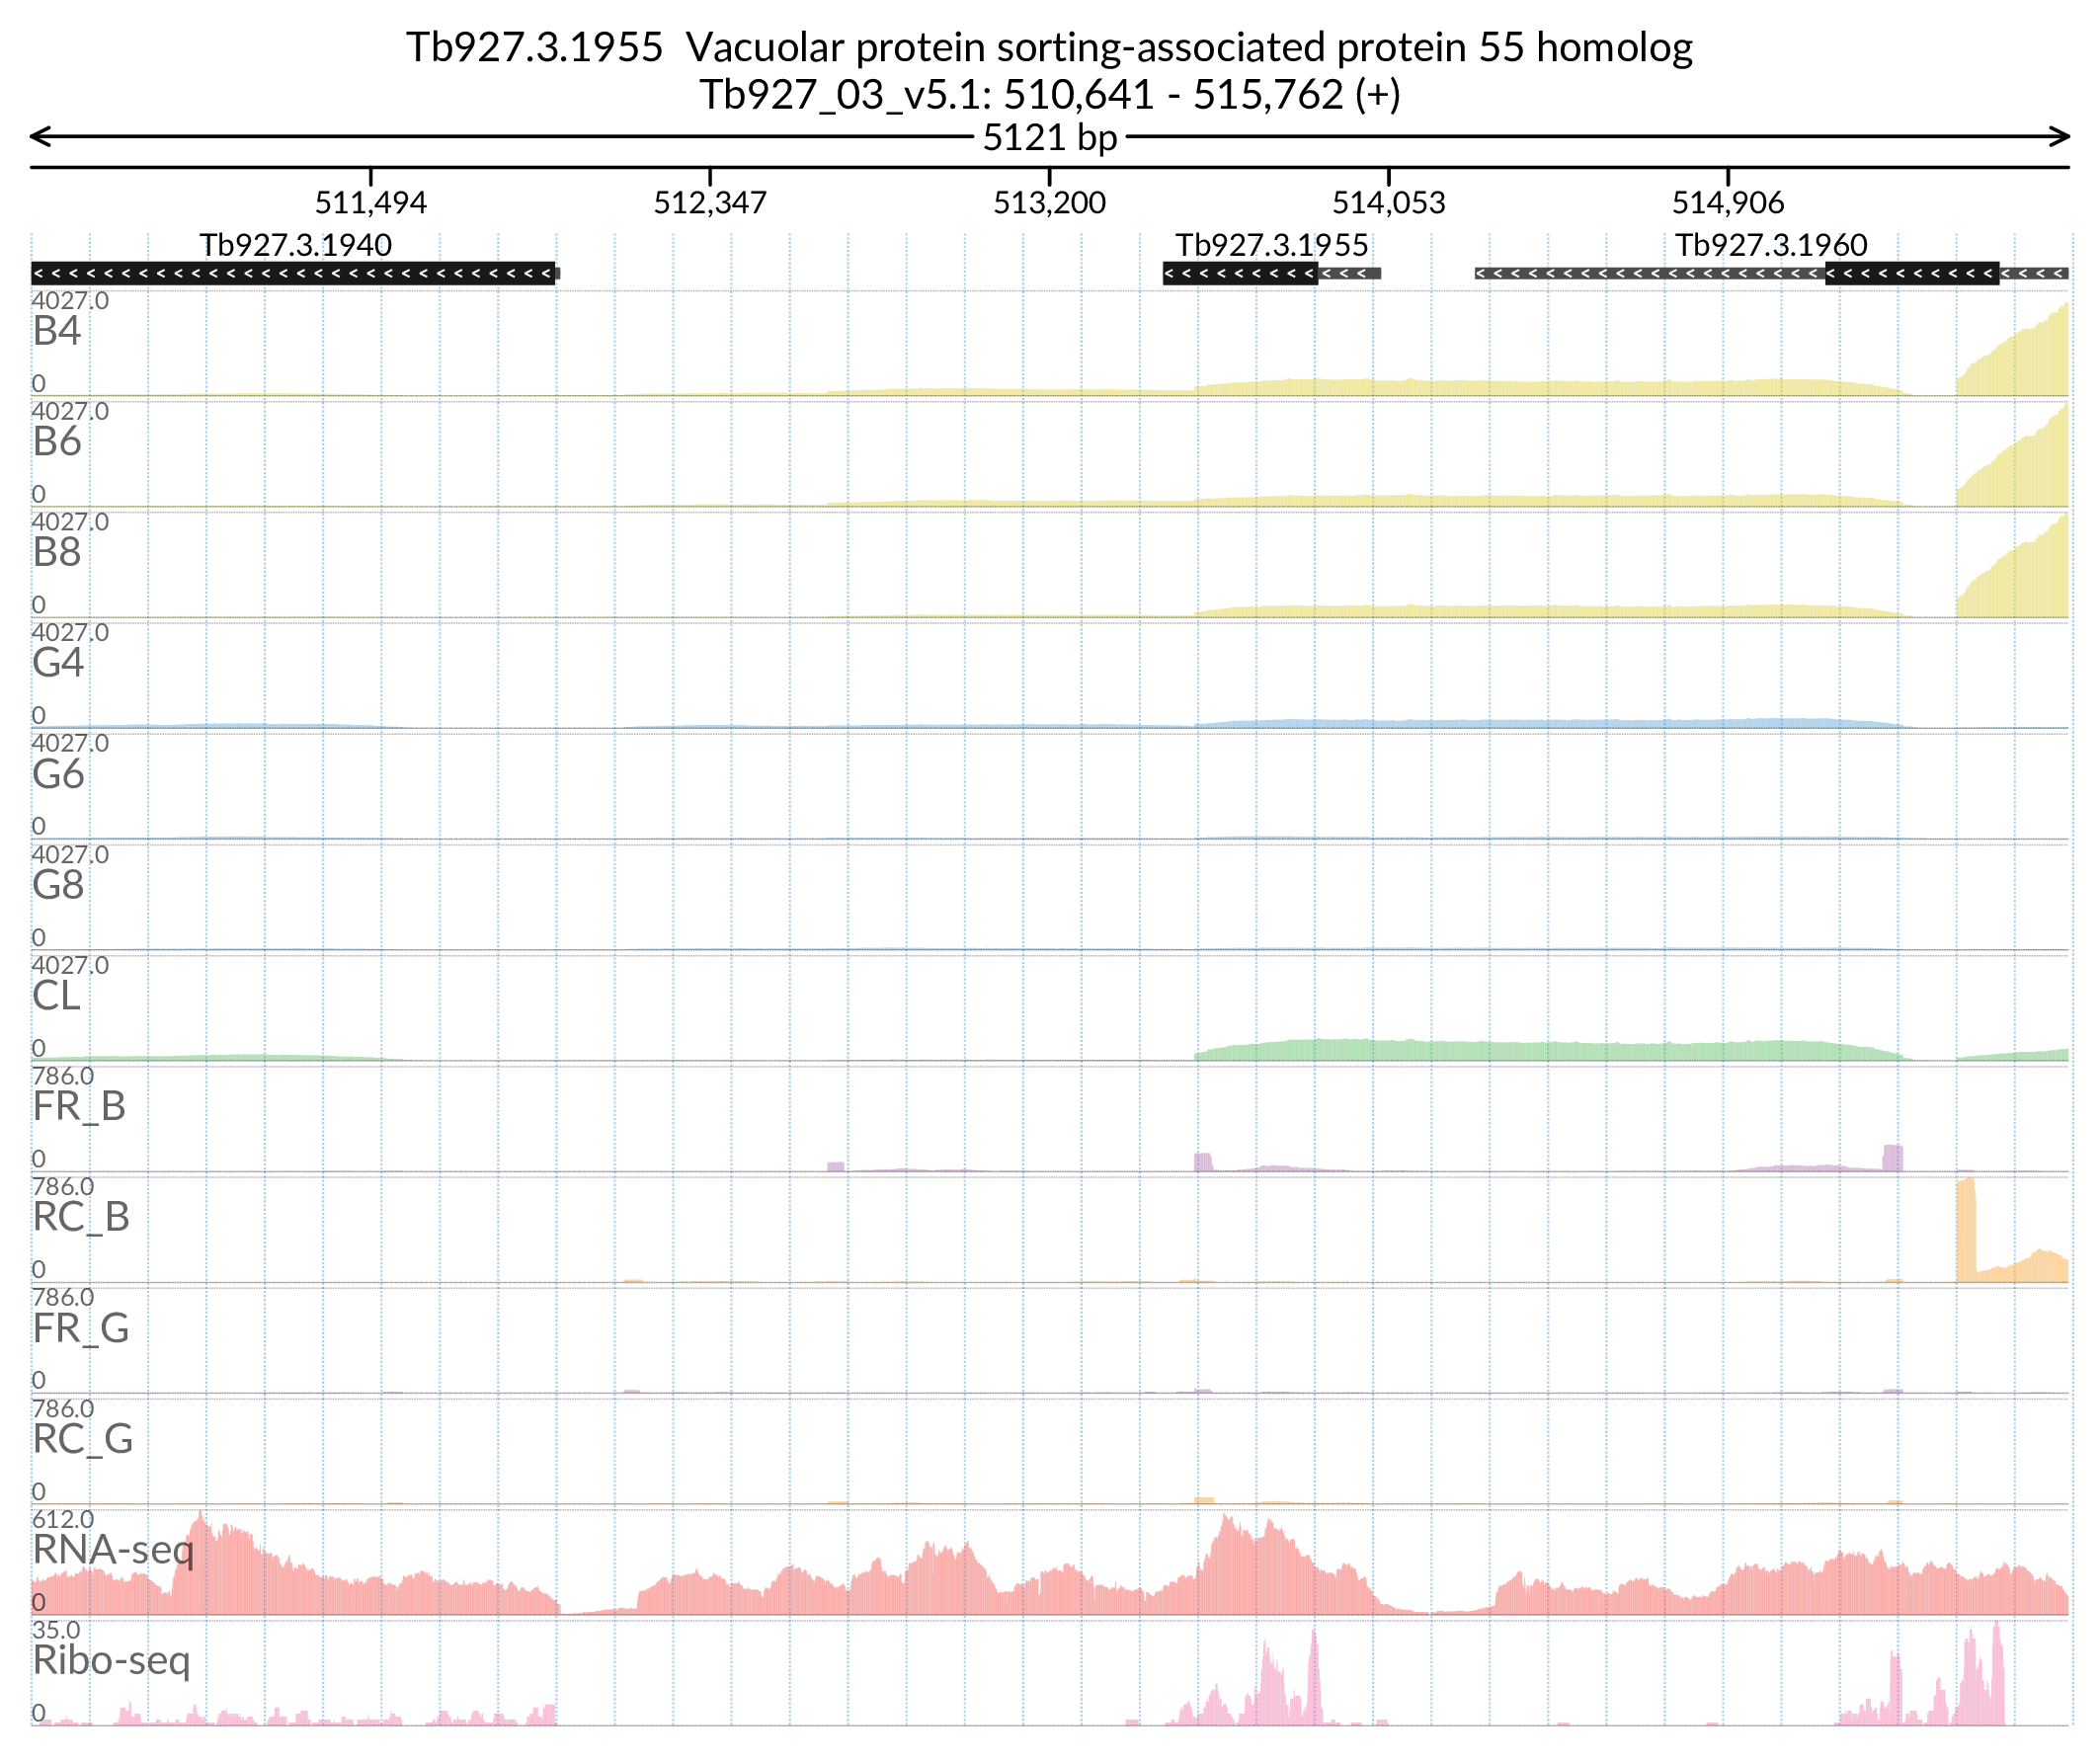 Tb927.3.1955  Vacuolar protein sorting-associated protein 55 homolog
Tb927_03_v5.1: 510,641 - 515,762 (+)
5121 bp
511,494 512,347 513,200 514,053 514,906
Tb927.3.1940 Tb927.3.1955 Tb927.3.1960
4027.0
B4
0
4027.0
B6
0
4027.0
B8
0
4027.0
G4
0
4027.0
G6
0
4027.0
G8
0
4027.0
CL
0
786.0
FR_B
0
786.0
RC_B
0
786.0
FR_G
0
786.0
RC_G
0
612.0
RNA-seq
0
35.0
Ribo-seq
0